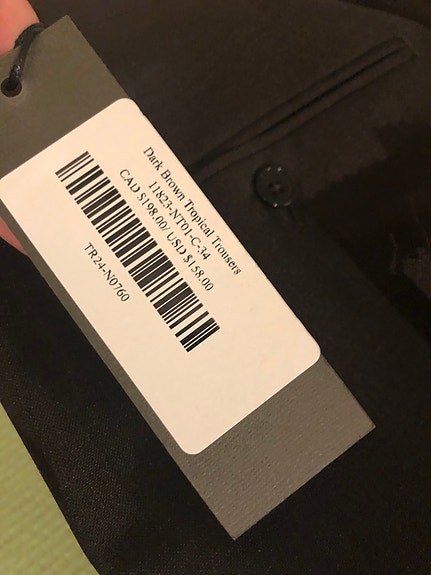 Dark Brown Tropical Trousers
11823-NT01-C-34
CAD $198.00/ USD $158.00
TR24-N0760